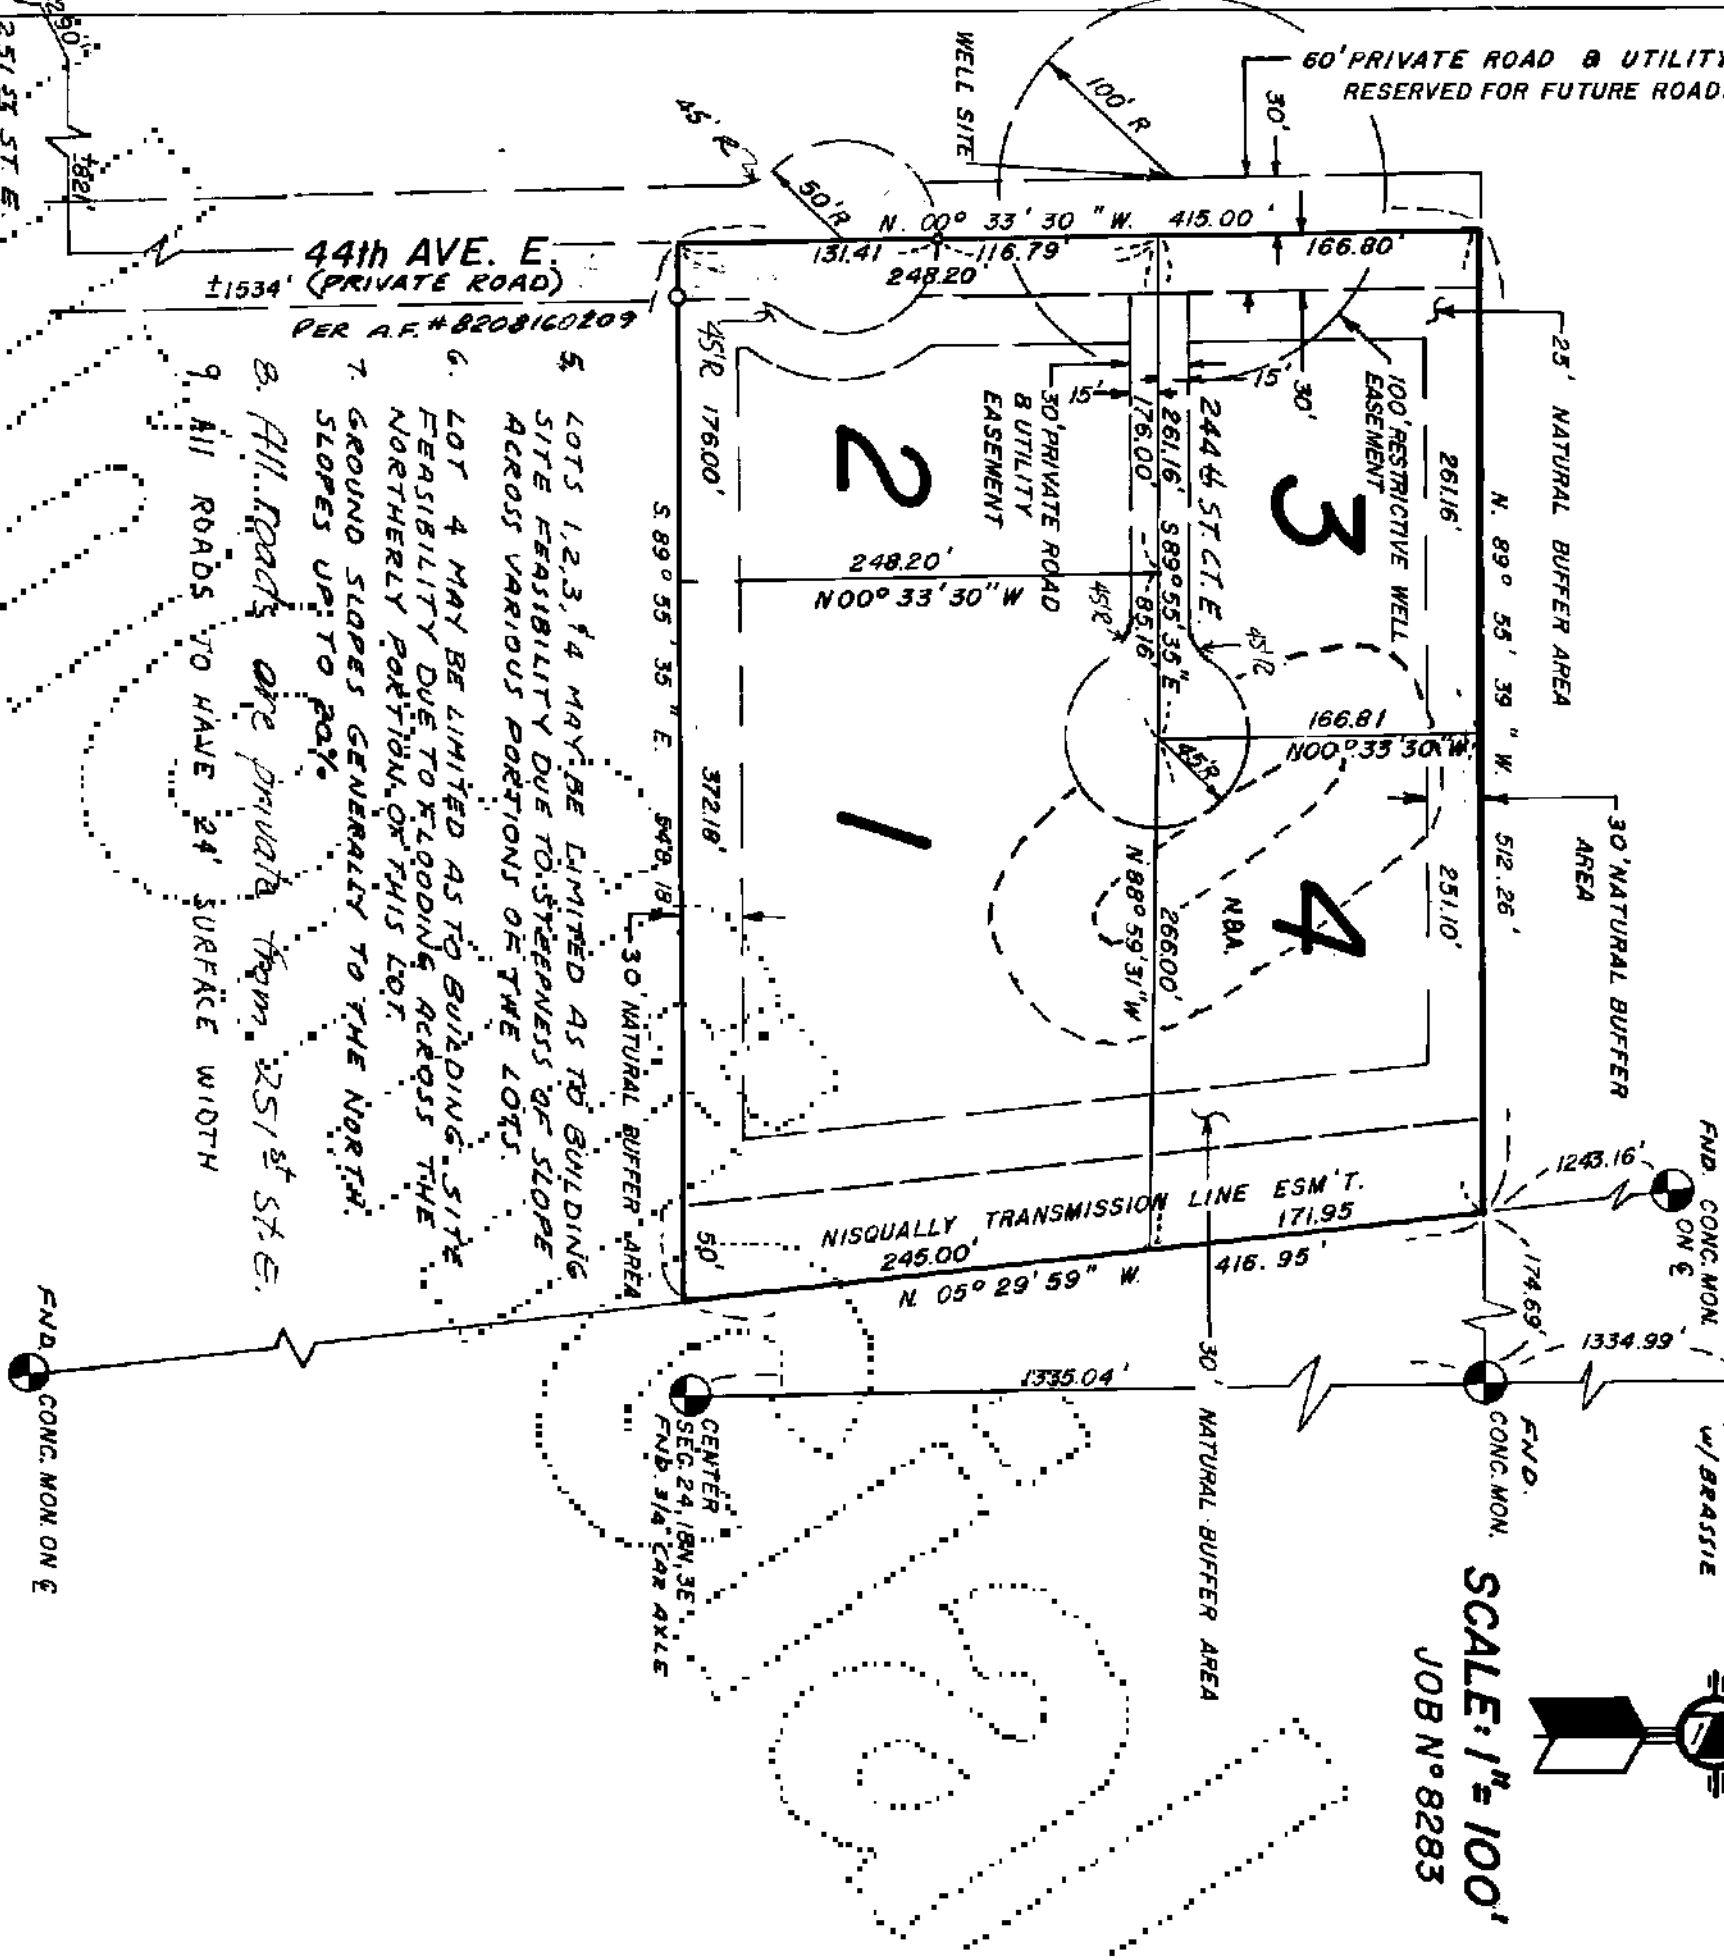 60' PRIVATE ROAD & UTILITY
RESERVED FOR FUTURE ROAD
30'
WELL SITE
100' R
45' R
50'R
±821'
251 ST ST. E.
N. 00° 33' 30" W. 415.00'
131.41
116.79'
166.80'
248.20'
44th AVE. E.
±1534' (PRIVATE ROAD)
PER A.F. #8208160209
45'R
176.00'
25' NATURAL BUFFER AREA
100' RESTRICTIVE WELL
EASEMENT
261.16'
N. 89° 55' 39" W.
512.26'
30'
15'
15'
244th ST. CT. E.
261.16' S89° 55' 35" E
176.00'
85.16'
30' PRIVATE ROAD
& UTILITY
EASEMENT
2
3
1
4
248.20'
N00° 33' 30" W
45'R
45'R
166.81
N00° 33' 30" W.
45'R
N 88° 59' 31" W
266.00'
N.B.A.
251.10'
30' NATURAL BUFFER
AREA
S. 89° 55' 35" E.
548.18'
372.18'
30' NATURAL BUFFER AREA
50'
5. LOTS 1,2,3, & 4 MAY BE LIMITED AS TO BUILDING
SITE FEASIBILITY DUE TO STEEPNESS OF SLOPE
ACROSS VARIOUS PORTIONS OF THE LOTS.
6. LOT 4 MAY BE LIMITED AS TO BUILDING SITE
FEASIBILITY DUE TO FLOODING ACROSS THE
NORTHERLY PORTION OF THIS LOT.
7. GROUND SLOPES GENERALLY TO THE NORTH.
SLOPES UP TO 20%
8. All roads are private from 251st St. E.
9 All ROADS TO HAVE 24' SURFACE WIDTH
NISQUALLY TRANSMISSION LINE ESM'T.
245.00'
171.95
N. 05° 29' 59" W.
416.95'
1243.16'
FND. CONC. MON.
ON ℄
174.69'
1334.99'
1335.04'
30' NATURAL BUFFER AREA
FND.
CONC. MON.
W/ BRASSIE
CENTER
SEC. 24, 18N, 3E
FND. 3/4" CAR AXLE
FND. CONC. MON. ON ℄
SCALE: 1" = 100'
JOB Nº 8283